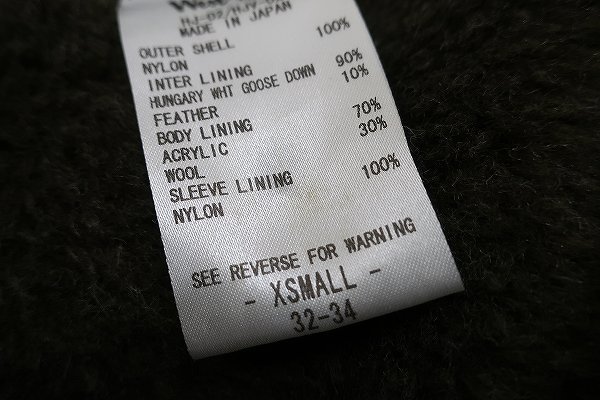 MADE IN JAPAN
OUTER SHELL
NYLON 100%
INTER LINING
HUNGARY WHT GOOSE DOWN 90%
FEATHER 10%
BODY LINING
ACRYLIC 70%
WOOL 30%
SLEEVE LINING
NYLON 100%
SEE REVERSE FOR WARNING
- XSMALL -
32-34